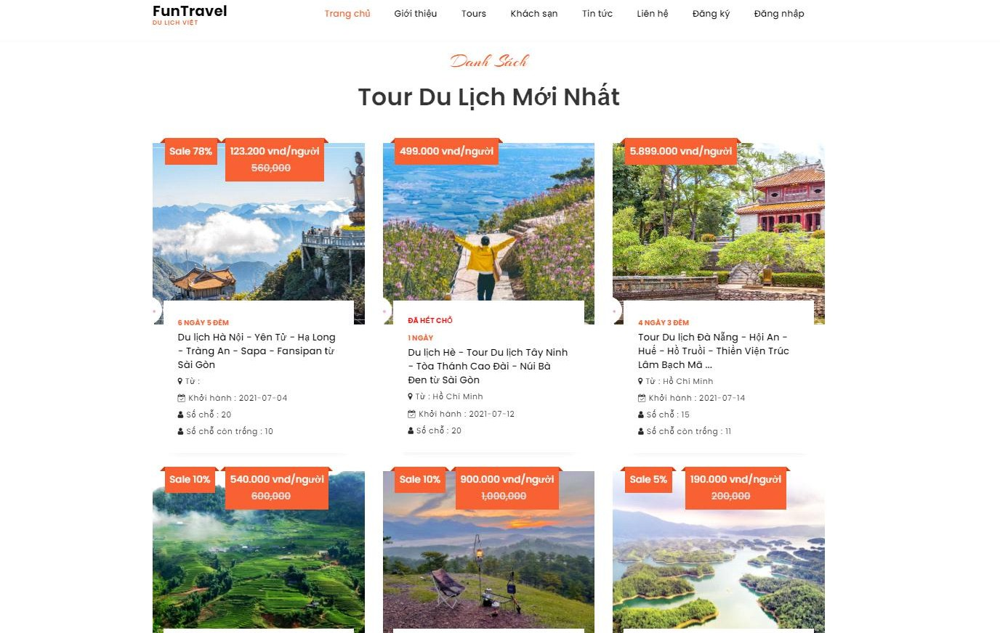 FunTravel
DU LỊCH VIỆT
Trang chủ
Giới thiệu
Tours
Khách sạn
Tin tức
Liên hệ
Đăng ký
Đăng nhập
Danh Sách
Tour Du Lịch Mới Nhất
Sale 78%
123.200 vnđ/người
560,000
6 NGÀY 5 ĐÊM
Du lịch Hà Nội - Yên Tử - Hạ Long
- Tràng An - Sapa - Fansipan từ
Sài Gòn
Từ :
Khởi hành : 2021-07-04
Số chỗ : 20
Số chỗ còn trống : 10
499.000 vnđ/người
ĐÃ HẾT CHỖ
1 NGÀY
Du lịch Hè - Tour Du lịch Tây Ninh
- Tòa Thánh Cao Đài - Núi Bà
Đen từ Sài Gòn
Từ : Hồ Chí Minh
Khởi hành : 2021-07-12
Số chỗ : 20
5.899.000 vnđ/người
4 NGÀY 3 ĐÊM
Tour Du lịch Đà Nẵng - Hội An -
Huế - Hồ Truồi - Thiền Viện Trúc
Lâm Bạch Mã ...
Từ : Hồ Chí Minh
Khởi hành : 2021-07-14
Số chỗ : 15
Số chỗ còn trống : 11
Sale 10%
540.000 vnđ/người
600,000
Sale 10%
900.000 vnđ/người
1,000,000
Sale 5%
190.000 vnđ/người
200,000